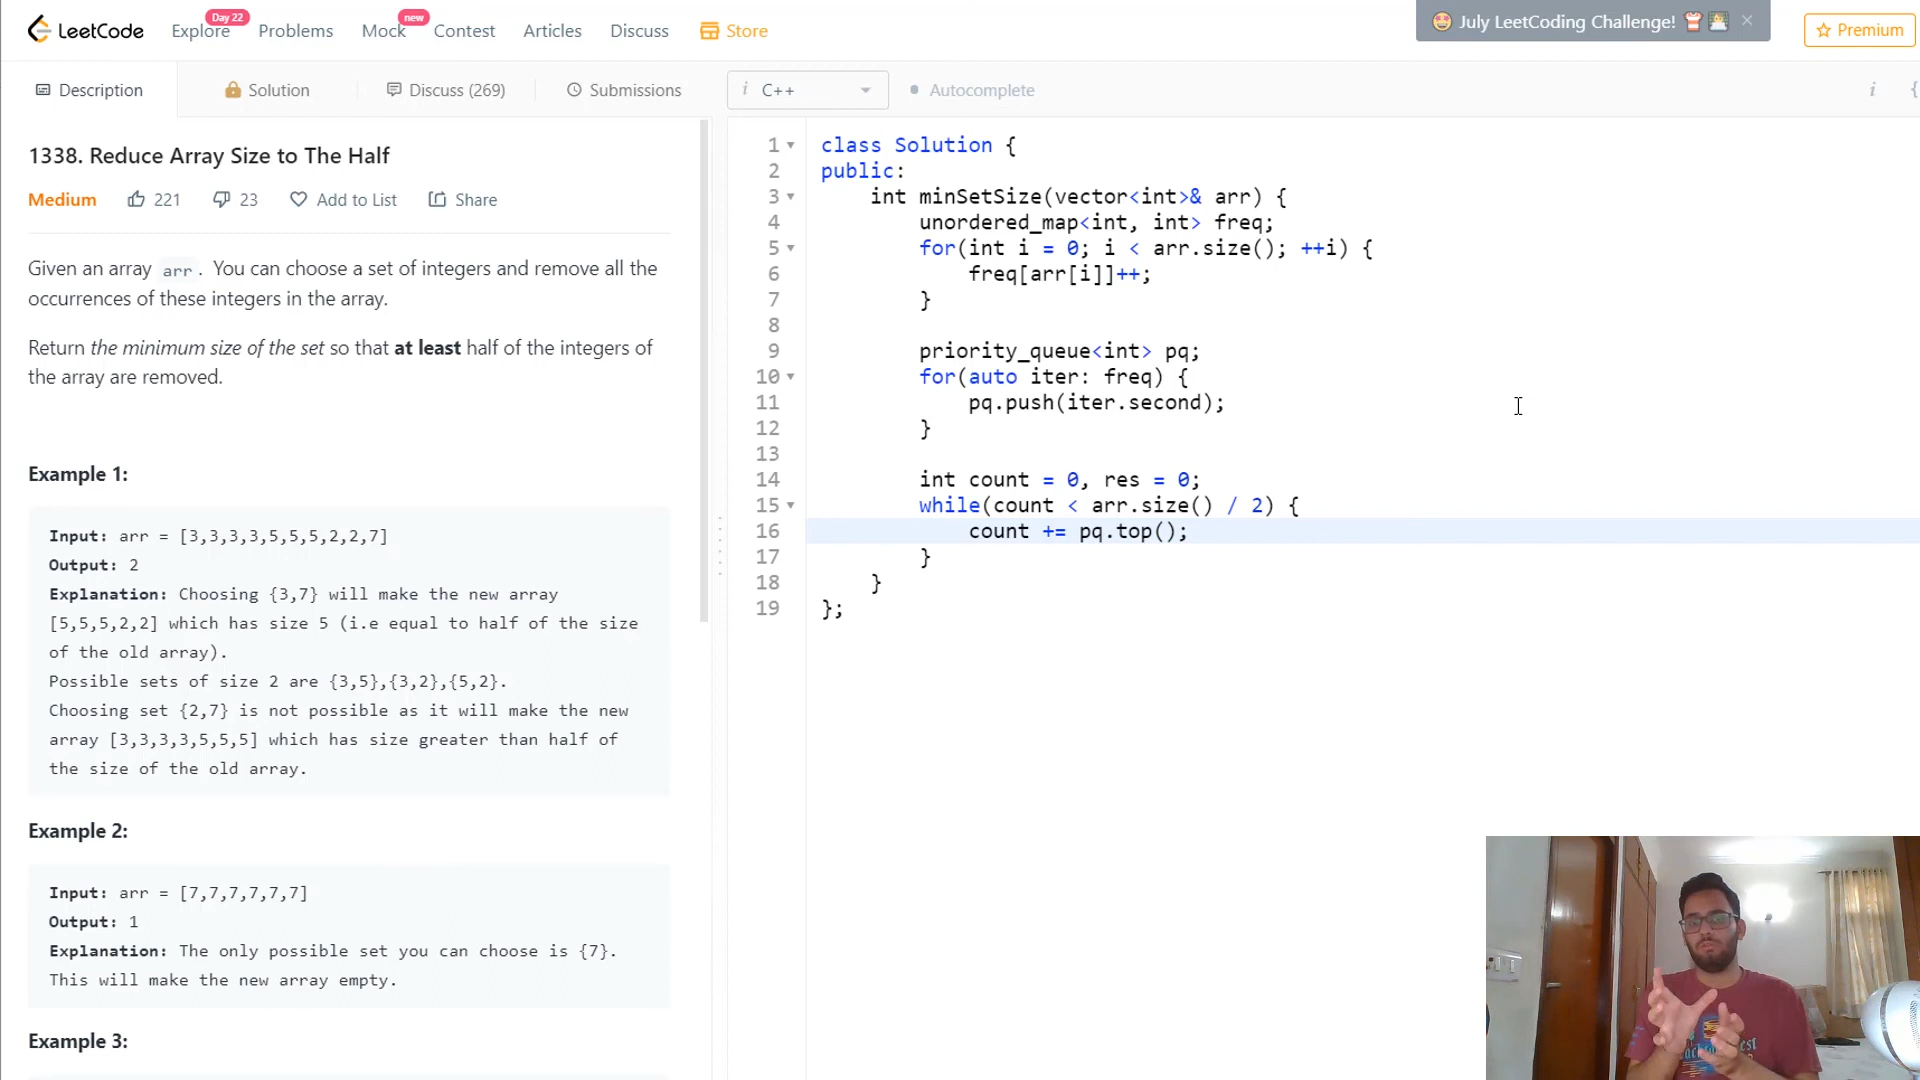 LeetCode Explore Day 22 Problems Mock new Contest Articles Discuss Store July LeetCoding Challenge! × Premium
Description Solution Discuss (269) Submissions
1338. Reduce Array Size to The Half
Medium 221 23 Add to List Share
Given an array arr. You can choose a set of integers and remove all the
occurrences of these integers in the array.
Return the minimum size of the set so that at least half of the integers of
the array are removed.
Example 1:
Input: arr = [3,3,3,3,5,5,5,2,2,7]
Output: 2
Explanation: Choosing {3,7} will make the new array
[5,5,5,2,2] which has size 5 (i.e equal to half of the size
of the old array).
Possible sets of size 2 are {3,5},{3,2},{5,2}.
Choosing set {2,7} is not possible as it will make the new
array [3,3,3,3,5,5,5] which has size greater than half of
the size of the old array.
Example 2:
Input: arr = [7,7,7,7,7,7]
Output: 1
Explanation: The only possible set you can choose is {7}.
This will make the new array empty.
Example 3:
i C++ Autocomplete i {
1 class Solution {
2 public:
3 int minSetSize(vector<int>& arr) {
4 unordered_map<int, int> freq;
5 for(int i = 0; i < arr.size(); ++i) {
6 freq[arr[i]]++;
7 }
8
9 priority_queue<int> pq;
10 for(auto iter: freq) {
11 pq.push(iter.second);
12 }
13
14 int count = 0, res = 0;
15 while(count < arr.size() / 2) {
16 count += pq.top();
17 }
18 }
19 };